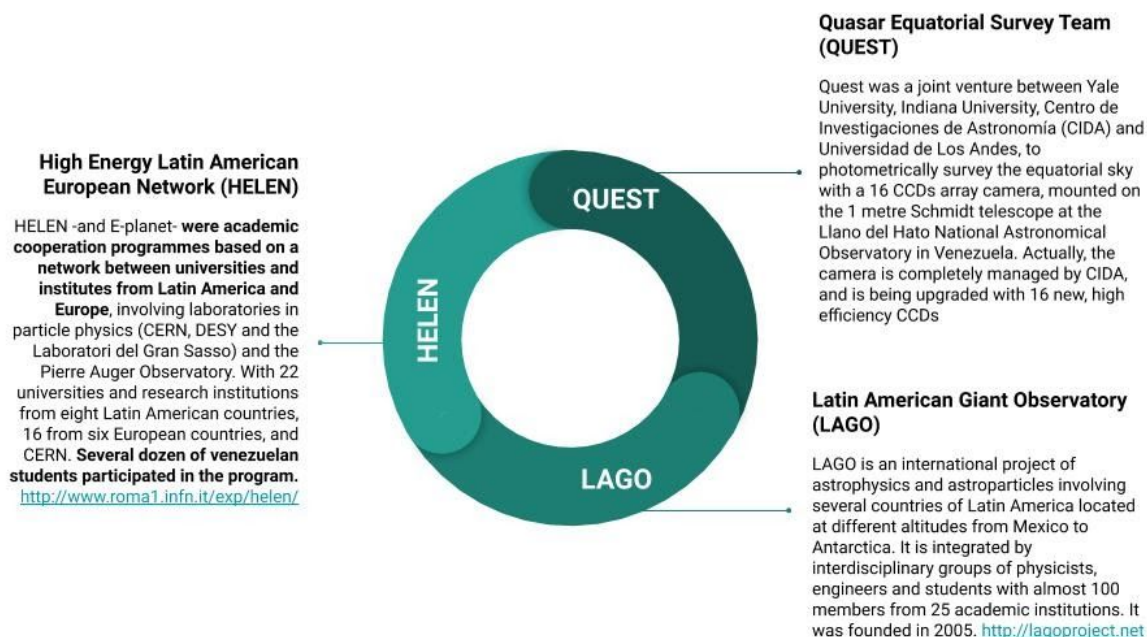 High Energy Latin American
European Network (HELEN)
HELEN -and E-planet- were academic
cooperation programmes based on a
network between universities and
institutes from Latin America and
Europe, involving laboratories in
particle physics (CERN, DESY and the
Laboratori del Gran Sasso) and the
Pierre Auger Observatory. With 22
universities and research institutions
from eight Latin American countries,
16 from six European countries, and
CERN. Several dozen of venezuelan
students participated in the program.
http://www.roma1.infn.it/exp/helen/
HELEN
QUEST
LAGO
Quasar Equatorial Survey Team
(QUEST)
Quest was a joint venture between Yale
University, Indiana University, Centro de
Investigaciones de Astronomía (CIDA) and
Universidad de Los Andes, to
photometrically survey the equatorial sky
with a 16 CCDs array camera, mounted on
the 1 metre Schmidt telescope at the
Llano del Hato National Astronomical
Observatory in Venezuela. Actually, the
camera is completely managed by CIDA,
and is being upgraded with 16 new, high
efficiency CCDs
Latin American Giant Observatory
(LAGO)
LAGO is an international project of
astrophysics and astroparticles involving
several countries of Latin America located
at different altitudes from Mexico to
Antarctica. It is integrated by
interdisciplinary groups of physicists,
engineers and students with almost 100
members from 25 academic institutions. It
was founded in 2005. http://lagoproject.net